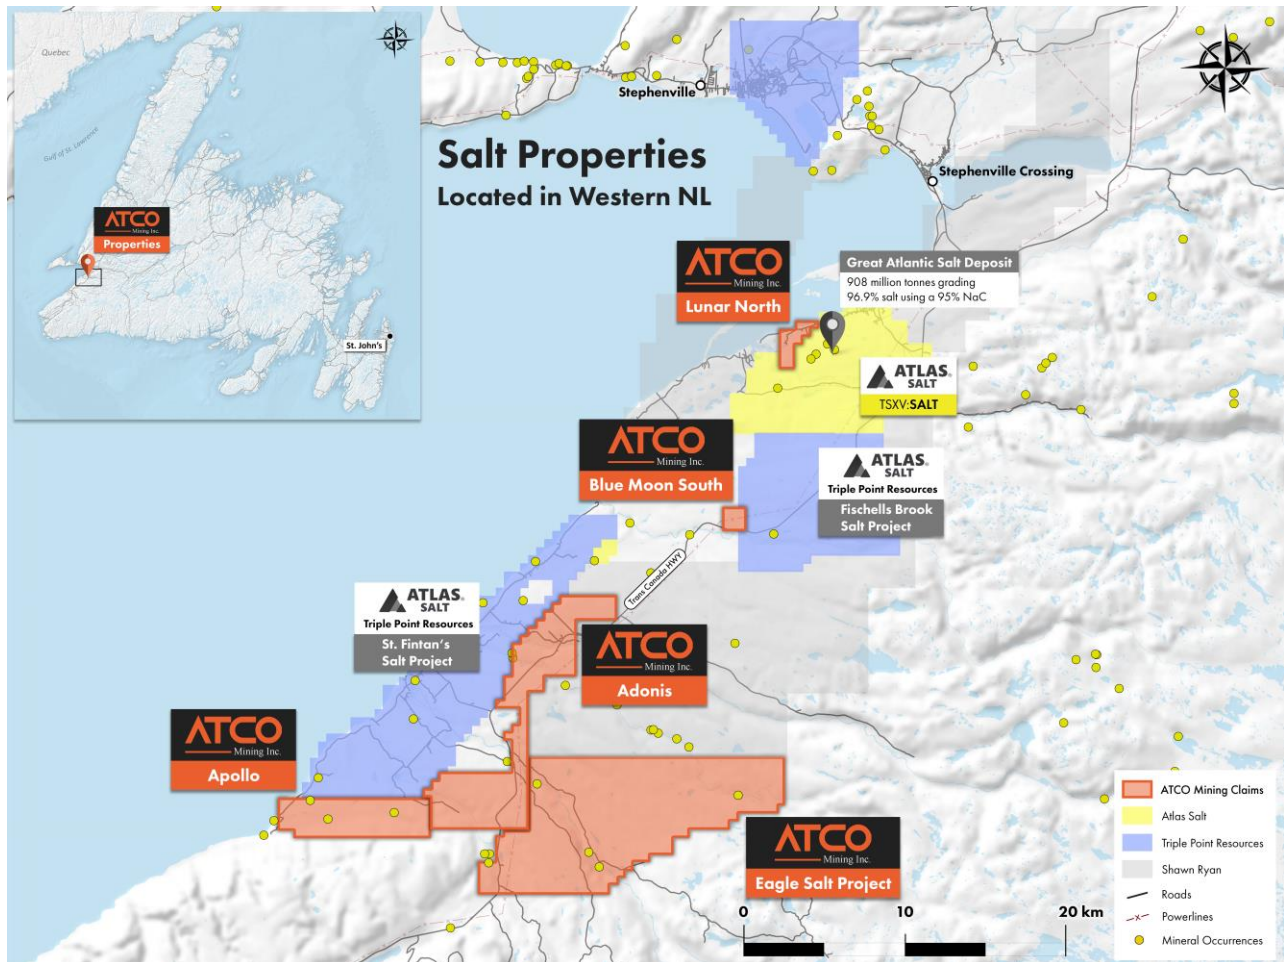 Quebec
Gulf of St. Lawrence
ATCO
Mining Inc.
Properties
St. John's
Salt Properties
Located in Western NL
Stephenville
Stephenville Crossing
ATCO
Mining Inc.
Lunar North
Great Atlantic Salt Deposit
908 million tonnes grading
96.9% salt using a 95% NaC
ATLAS
SALT
TSXV:SALT
ATCO
Mining Inc.
Blue Moon South
ATLAS
SALT
Triple Point Resources
Fischells Brook
Salt Project
Trans Canada HWY
ATLAS
SALT
Triple Point Resources
St. Fintan's
Salt Project
ATCO
Mining Inc.
Adonis
ATCO
Mining Inc.
Apollo
ATCO
Mining Inc.
Eagle Salt Project
ATCO Mining Claims
Atlas Salt
Triple Point Resources
Shawn Ryan
Roads
Powerlines
Mineral Occurrences
0 10 20 km